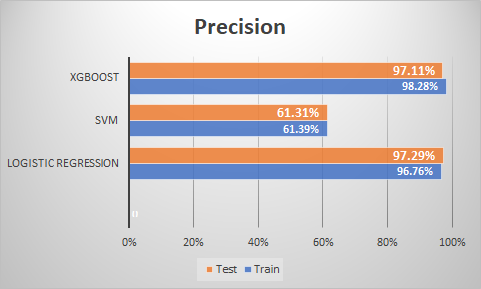 Precision
XGBOOST
97.11%
98.28%
SVM
61.31%
61.39%
LOGISTIC REGRESSION
97.29%
96.76%
0% 20% 40% 60% 80% 100%
Test Train